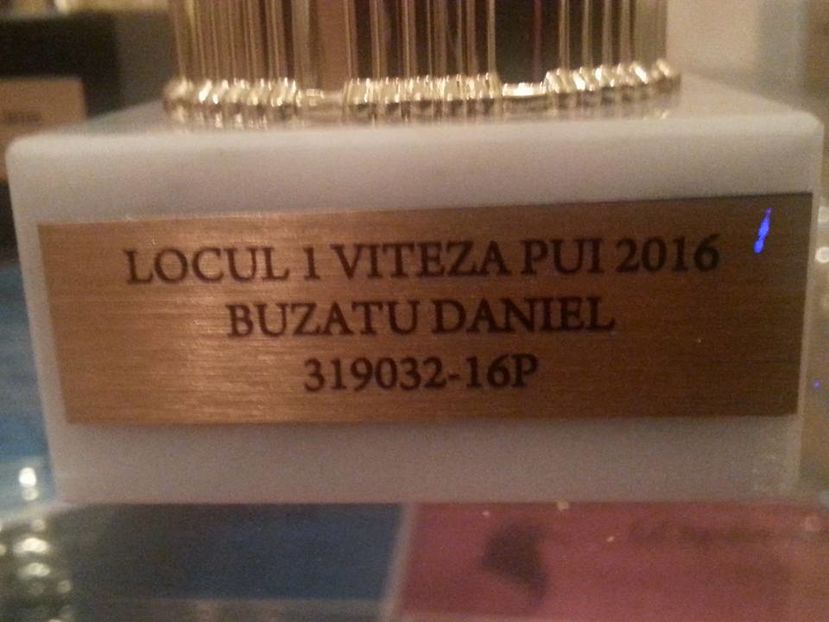 LOCUL 1 VITEZA PUI 2016
BUZATU DANIEL
319032-16P